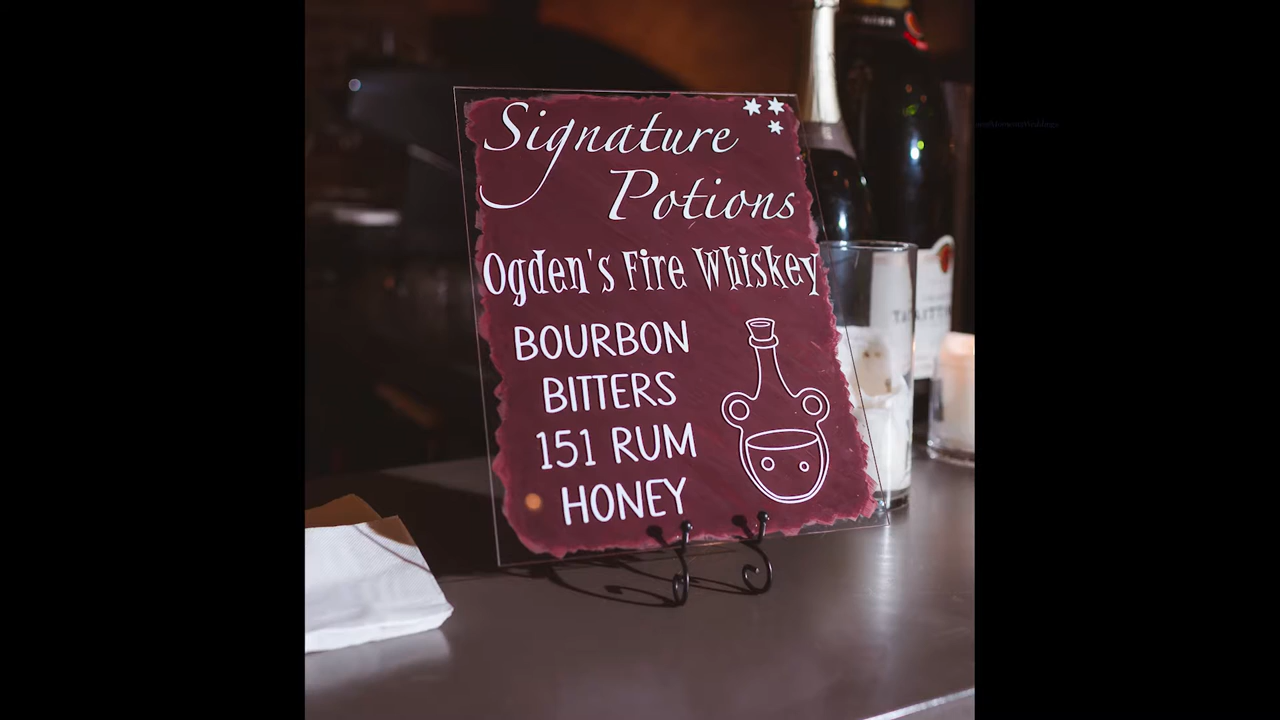 Signature
Potions
Ogden's Fire Whiskey
BOURBON
BITTERS
151 RUM
HONEY